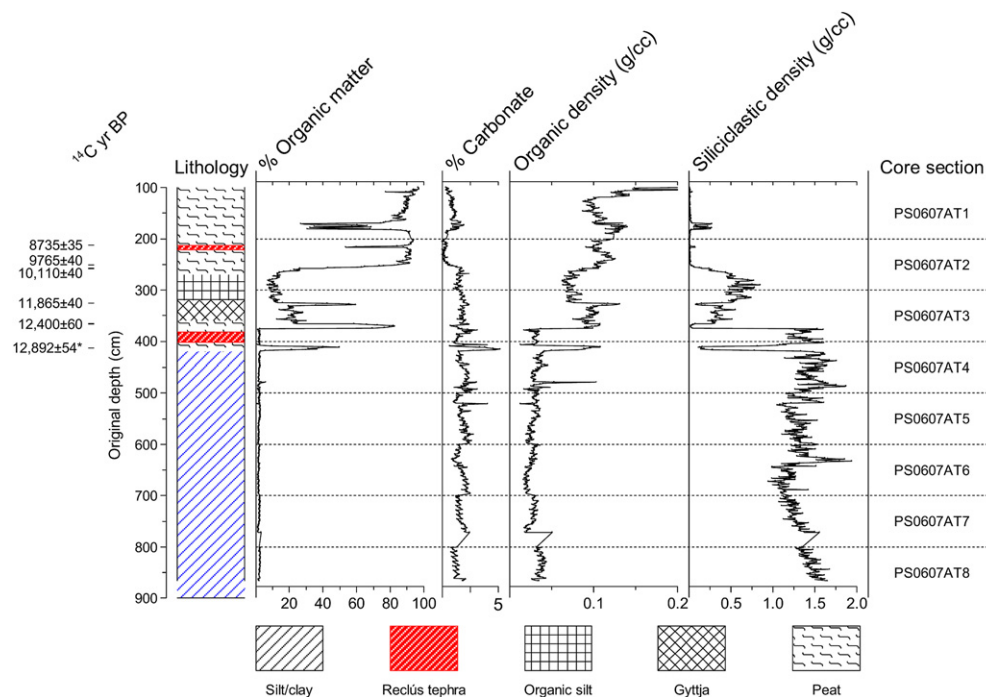 ¹⁴C yr BP
Lithology
% Organic matter
% Carbonate
Organic density (g/cc)
Siliciclastic density (g/cc)
Core section
Original depth (cm)
100
200
300
400
500
600
700
800
900
8735±35
9765±40
10,110±40
11,865±40
12,400±60
12,892±54*
PS0607AT1
PS0607AT2
PS0607AT3
PS0607AT4
PS0607AT5
PS0607AT6
PS0607AT7
PS0607AT8
20 40 60 80 100
5
0.1 0.2
0.5 1.0 1.5 2.0
Silt/clay
Reclús tephra
Organic silt
Gyttja
Peat